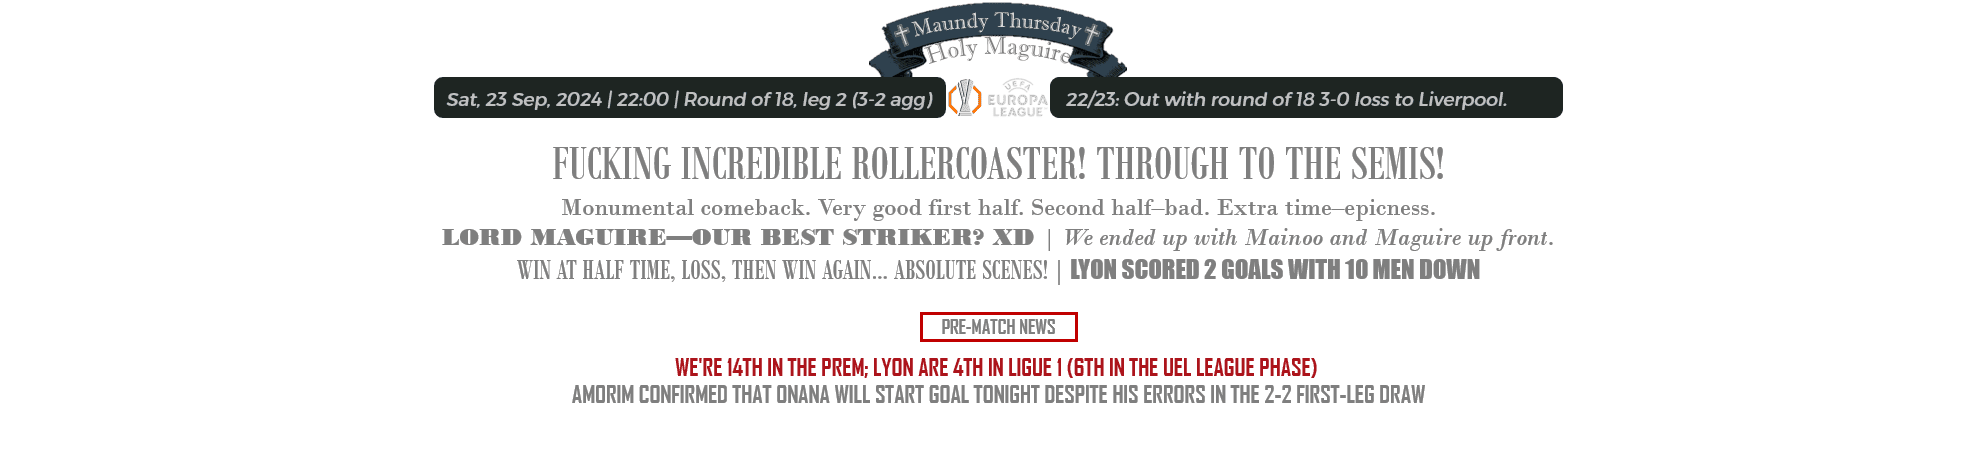 Maundy Thursday
Holy Maguire
Sat, 23 Sep, 2024 | 22:00 | Round of 18, leg 2 (3-2 agg)
UEFA
EUROPA
LEAGUE
22/23: Out with round of 18 3-0 loss to Liverpool.
FUCKING INCREDIBLE ROLLERCOASTER! THROUGH TO THE SEMIS!
Monumental comeback. Very good first half. Second half–bad. Extra time–epicness.
LORD MAGUIRE—OUR BEST STRIKER? XD | We ended up with Mainoo and Maguire up front.
WIN AT HALF TIME, LOSS, THEN WIN AGAIN... ABSOLUTE SCENES! | LYON SCORED 2 GOALS WITH 10 MEN DOWN
PRE-MATCH NEWS
WE'RE 14TH IN THE PREM; LYON ARE 4TH IN LIGUE 1 (6TH IN THE UEL LEAGUE PHASE)
AMORIM CONFIRMED THAT ONANA WILL START GOAL TONIGHT DESPITE HIS ERRORS IN THE 2-2 FIRST-LEG DRAW